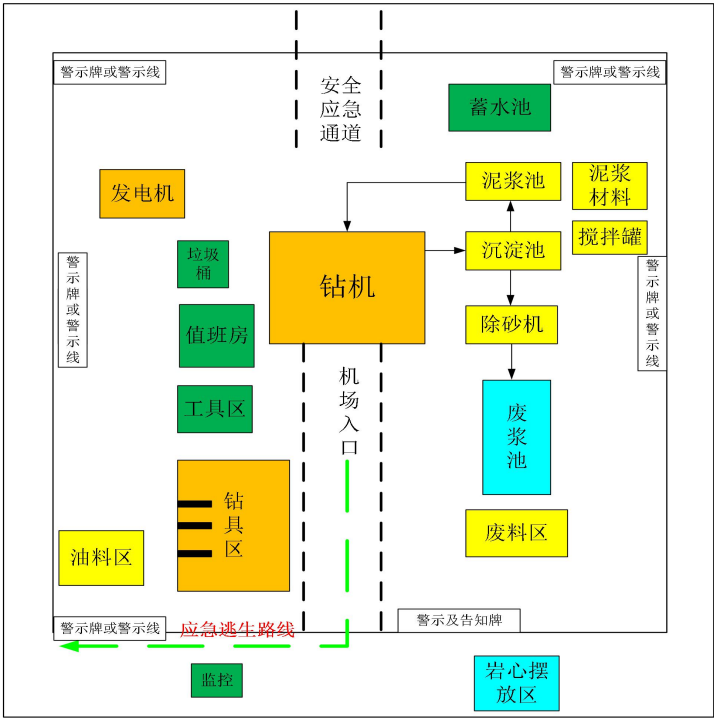 警示牌或警示线
安全
应急
通道
警示牌或警示线
蓄水池
发电机
泥浆池
泥浆
材料
垃圾
桶
钻机
沉淀池
搅拌罐
警示牌或警示线
警示牌或警示线
值班房
除砂机
机场入口
工具区
废浆池
钻具区
废料区
油料区
警示牌或警示线
应急逃生路线
警示及告知牌
监控
岩心摆
放区